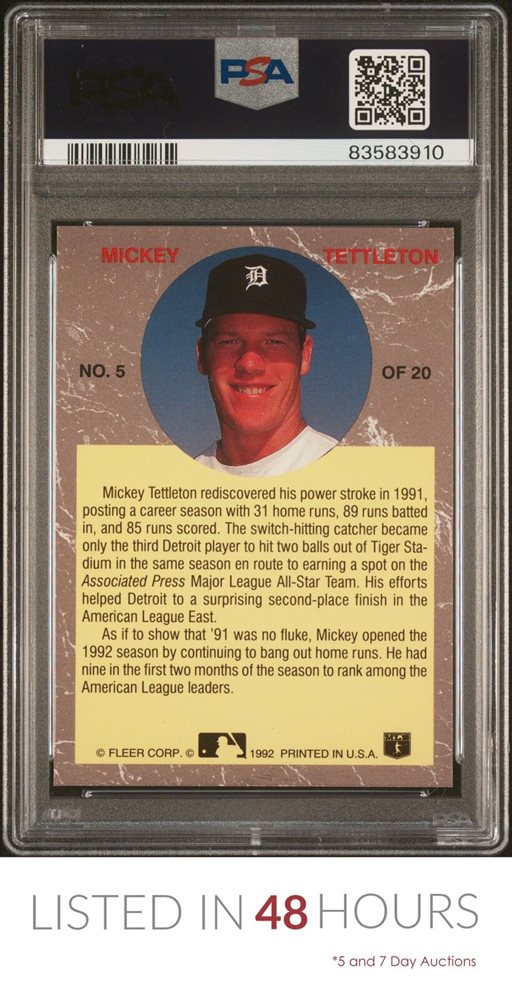 PSA
PSA
83583910
MICKEY TETTLETON
NO. 5 OF 20
Mickey Tettleton rediscovered his power stroke in 1991,
posting a career season with 31 home runs, 89 runs batted
in, and 85 runs scored. The switch-hitting catcher became
only the third Detroit player to hit two balls out of Tiger Sta-
dium in the same season en route to earning a spot on the
Associated Press Major League All-Star Team. His efforts
helped Detroit to a surprising second-place finish in the
American League East.
As if to show that '91 was no fluke, Mickey opened the
1992 season by continuing to bang out home runs. He had
nine in the first two months of the season to rank among the
American League leaders.
© FLEER CORP. © 1992 PRINTED IN U.S.A.
PSA
LISTED IN 48 HOURS
*5 and 7 Day Auctions